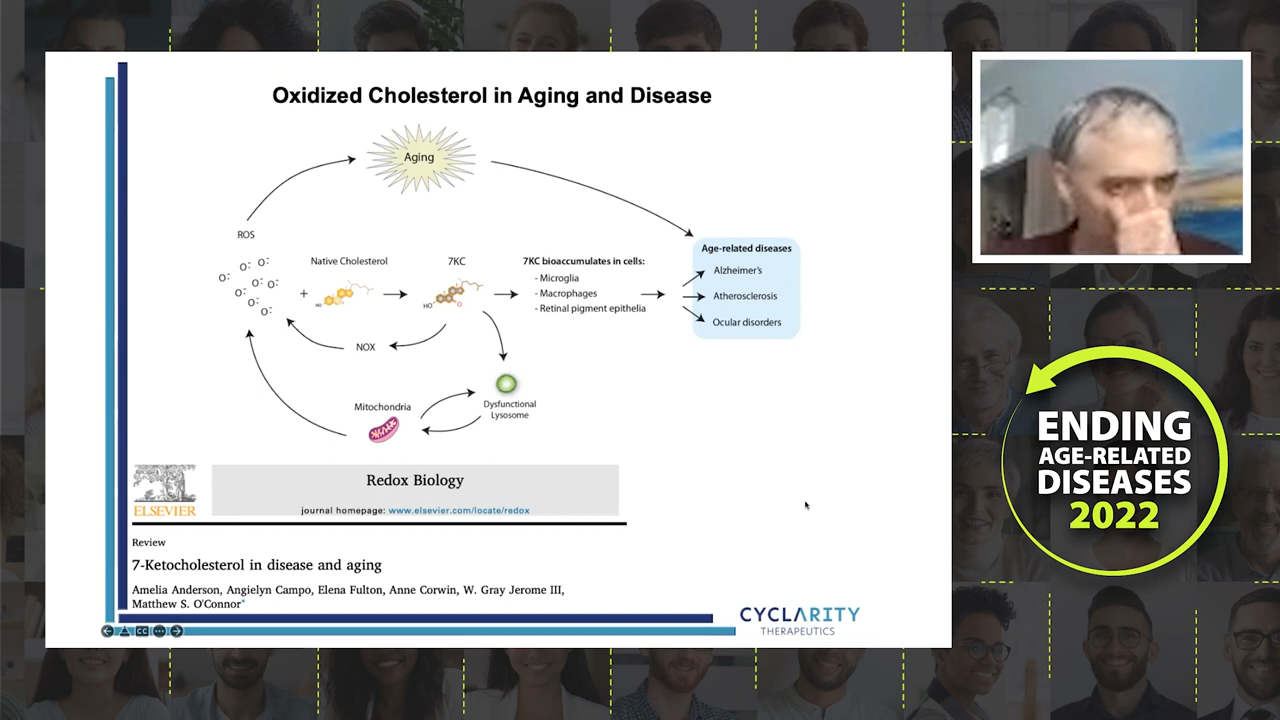 Oxidized Cholesterol in Aging and Disease
Aging
ROS
O⁻
O⁻
O⁻
O⁻
O⁻
O⁻
O⁻
O⁻
O⁻
+
Native Cholesterol
HO
7KC
HO
O
7KC bioaccumulates in cells:
- Microglia
- Macrophages
- Retinal pigment epithelia
Age-related diseases
Alzheimer's
Atherosclerosis
Ocular disorders
NOX
Mitochondria
Dysfunctional
Lysosome
ELSEVIER
Redox Biology
journal homepage: www.elsevier.com/locate/redox
Review
7-Ketocholesterol in disease and aging
Amelia Anderson, Angielyn Campo, Elena Fulton, Anne Corwin, W. Gray Jerome III,
Matthew S. O'Connor*
CYCLARITY
THERAPEUTICS
CC
ENDING
AGE-RELATED
DISEASES
2022